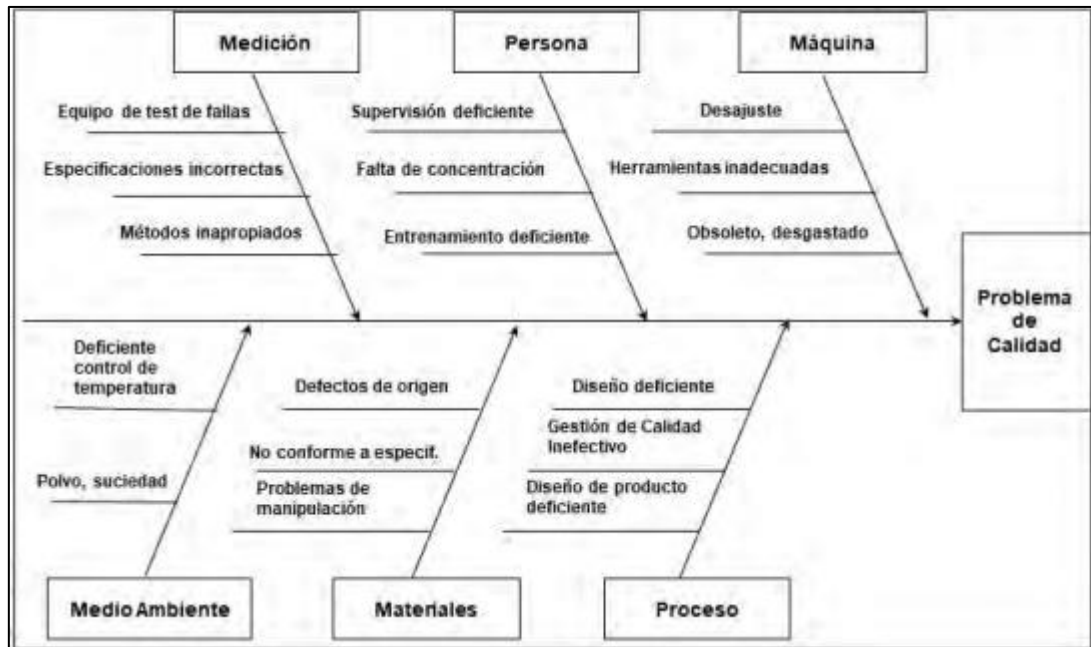 Medición
Persona
Máquina
Equipo de test de fallas
Supervisión deficiente
Desajuste
Especificaciones incorrectas
Falta de concentración
Herramientas inadecuadas
Métodos inapropiados
Entrenamiento deficiente
Obsoleto, desgastado
Problema
de
Calidad
Deficiente
control de
temperatura
Defectos de origen
Diseño deficiente
Gestión de Calidad
Inefectivo
No conforme a especif.
Polvo, suciedad
Problemas de
manipulación
Diseño de producto
deficiente
Medio Ambiente
Materiales
Proceso